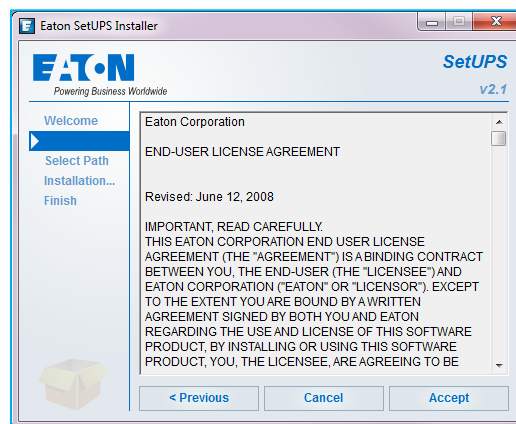 Eaton SetUPS Installer
EATON
Powering Business Worldwide
SetUPS
v2.1
Welcome
Select Path
Installation...
Finish
Eaton Corporation
END-USER LICENSE AGREEMENT
Revised: June 12, 2008
IMPORTANT, READ CAREFULLY.
THIS EATON CORPORATION END USER LICENSE
AGREEMENT (THE "AGREEMENT") IS A BINDING CONTRACT
BETWEEN YOU, THE END-USER (THE "LICENSEE") AND
EATON CORPORATION ("EATON" OR "LICENSOR"). EXCEPT
TO THE EXTENT YOU ARE BOUND BY A WRITTEN
AGREEMENT SIGNED BY BOTH YOU AND EATON
REGARDING THE USE AND LICENSE OF THIS SOFTWARE
PRODUCT, BY INSTALLING OR USING THIS SOFTWARE
PRODUCT, YOU, THE LICENSEE, ARE AGREEING TO BE
< Previous
Cancel
Accept